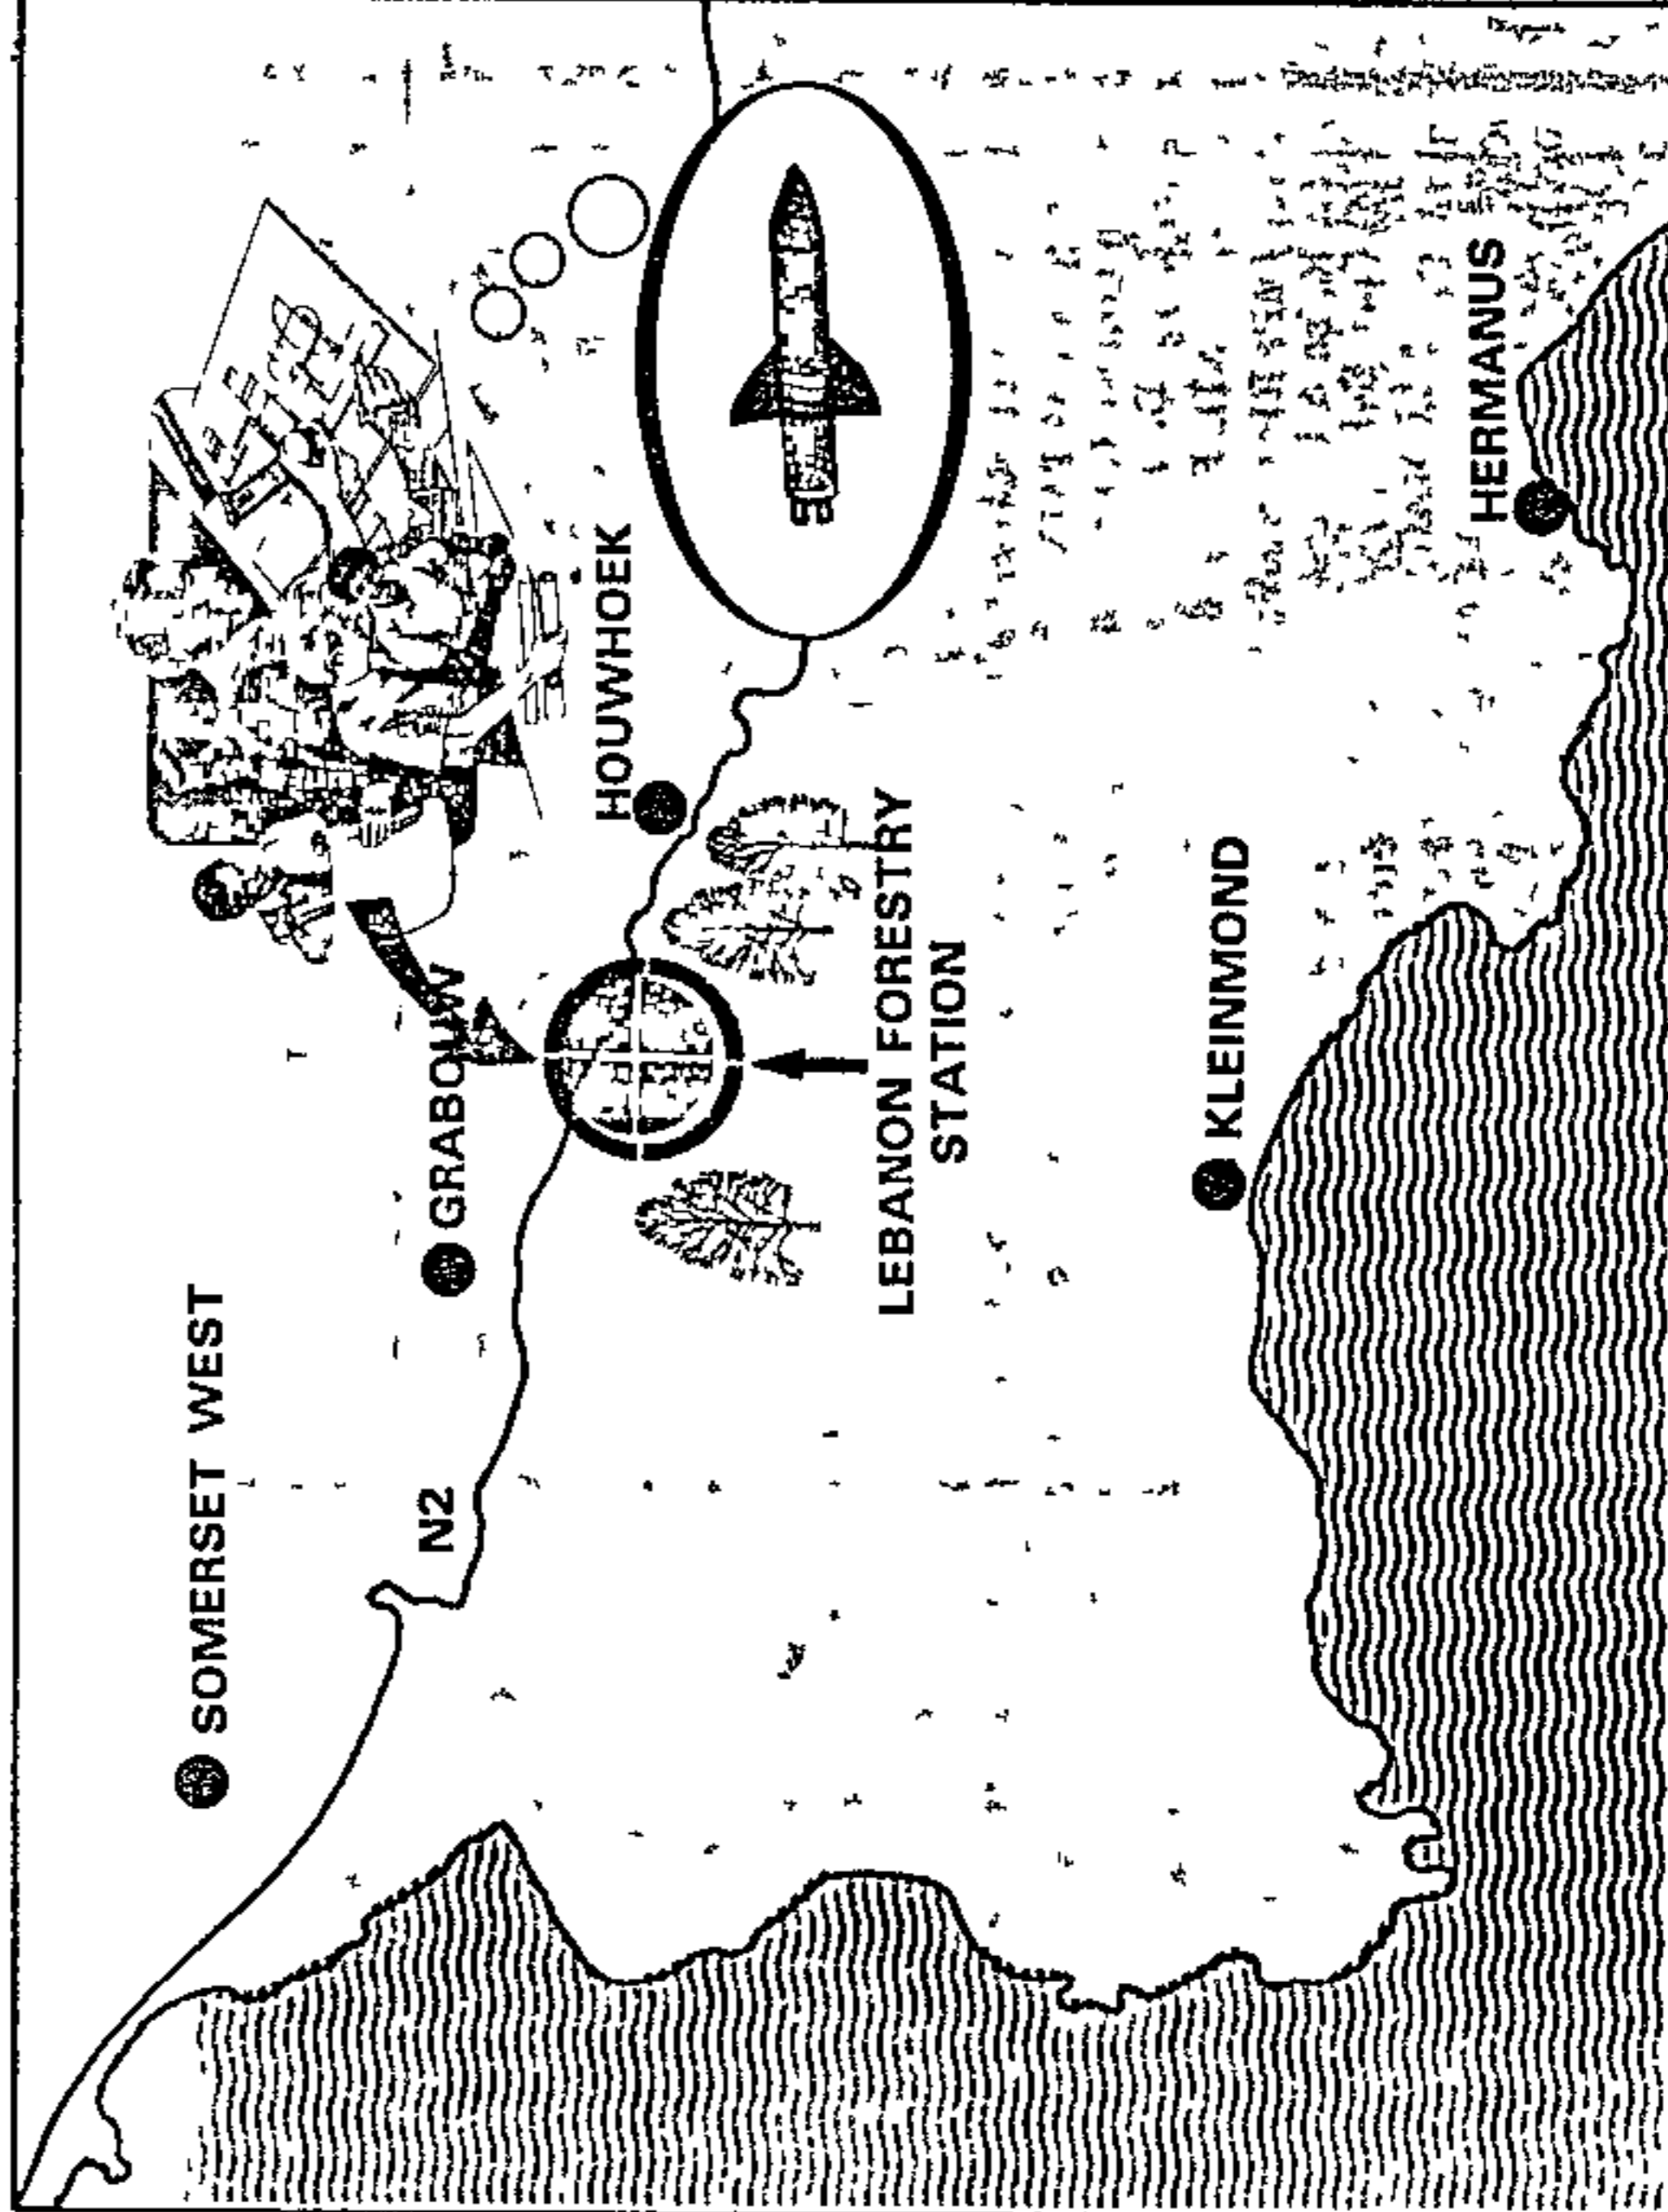 SOMERSET WEST
N2
GRABOUW
HOUWHOEK
LEBANON FORESTRY
STATION
KLEINMOND
HERMANUS